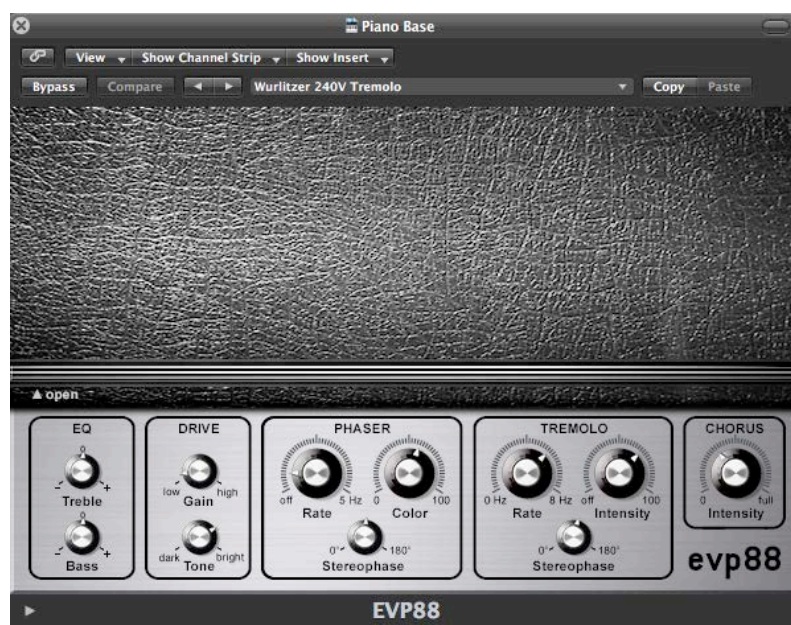 Piano Base
View Show Channel Strip Show Insert
Bypass Compare Wurlitzer 240V Tremolo Copy Paste
open
EQ DRIVE PHASER TREMOLO CHORUS
0
- Treble +
0
- Bass +
low Gain high
dark Tone bright
off Rate 5 Hz 0 Color 100
0° Stereophase 180°
0 Hz Rate 8 Hz off Intensity 100
0° Stereophase 180°
0 Intensity full
evp88
EVP88